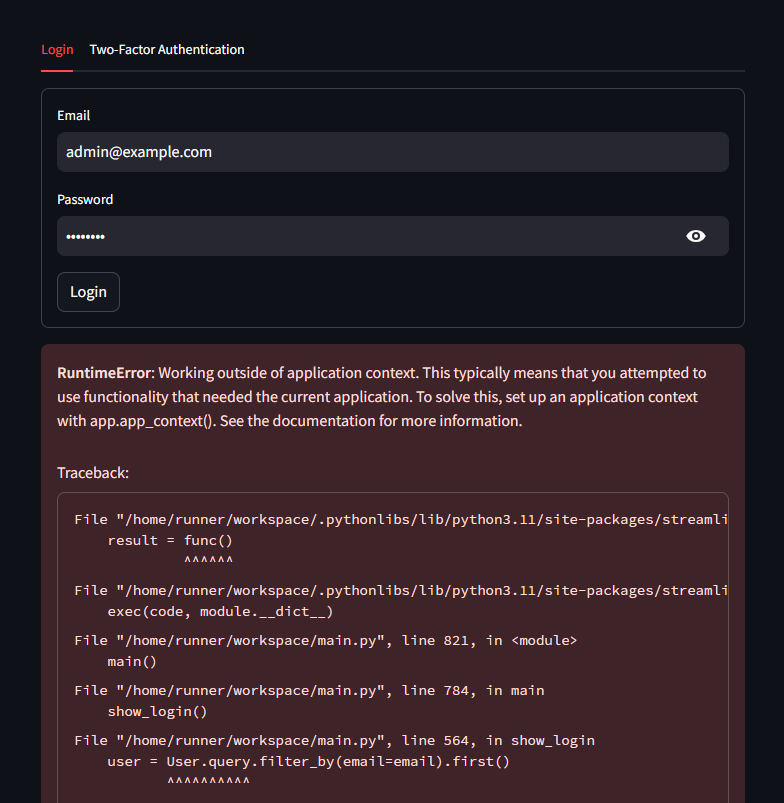 Login Two-Factor Authentication
Email
admin@example.com
Password
••••••••
Login
RuntimeError: Working outside of application context. This typically means that you attempted to
use functionality that needed the current application. To solve this, set up an application context
with app.app_context(). See the documentation for more information.
Traceback:
File "/home/runner/workspace/.pythonlibs/lib/python3.11/site-packages/streamli
result = func()
^^^^^^
File "/home/runner/workspace/.pythonlibs/lib/python3.11/site-packages/streamli
exec(code, module.__dict__)
File "/home/runner/workspace/main.py", line 821, in <module>
main()
File "/home/runner/workspace/main.py", line 784, in main
show_login()
File "/home/runner/workspace/main.py", line 564, in show_login
user = User.query.filter_by(email=email).first()
^^^^^^^^^^